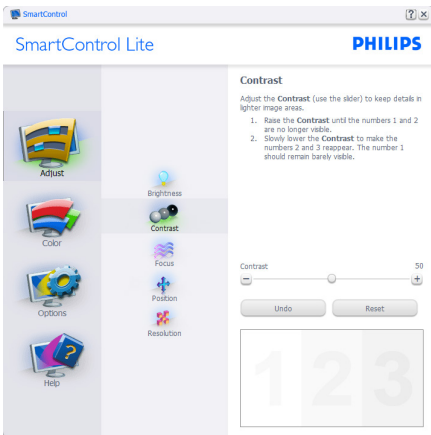 SmartControl
SmartControl Lite
PHILIPS
Adjust
Color
Options
Help
Brightness
Contrast
Focus
Position
Resolution
Contrast
Adjust the Contrast (use the slider) to keep details in
lighter image areas.
1. Raise the Contrast until the numbers 1 and 2
are no longer visible.
2. Slowly lower the Contrast to make the
numbers 2 and 3 reappear. The number 1
should remain barely visible.
Contrast 50
Undo Reset
1 2 3